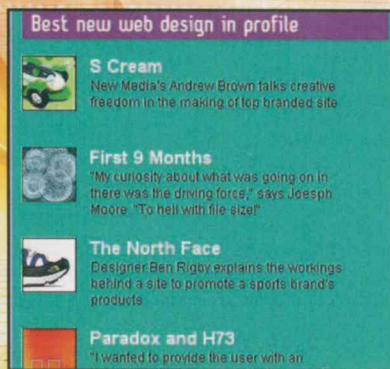 Best new web design in profile
S Cream
New Media's Andrew Brown talks creative
freedom in the making of top branded site
First 9 Months
"My curiosity about what was going on in
there was the driving force," says Joesph
Moore. "To hell with file size!"
The North Face
Designer Ben Rigby explains the workings
behind a site to promote a sports brand's
products
Paradox and H73
"I wanted to provide the user with an